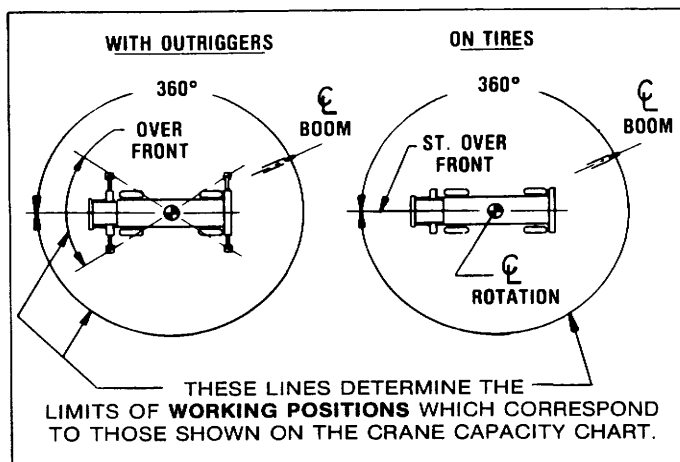 WITH OUTRIGGERS
360°
OVER
FRONT
℄
BOOM
ON TIRES
360°
ST. OVER
FRONT
℄
BOOM
℄
ROTATION
THESE LINES DETERMINE THE
LIMITS OF WORKING POSITIONS WHICH CORRESPOND
TO THOSE SHOWN ON THE CRANE CAPACITY CHART.